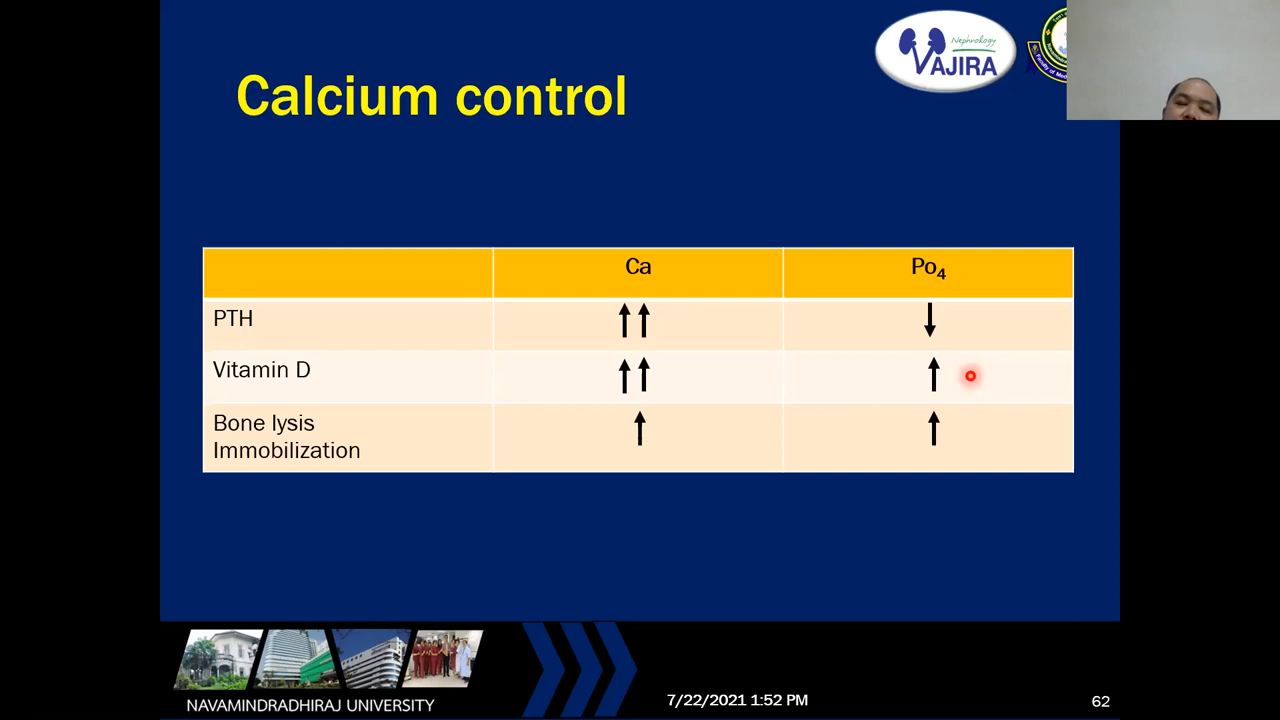 Nephrology
VAJIRA
Calcium control
Ca
Po₄
PTH
↑↑
↓
Vitamin D
↑↑
↑
Bone lysis
Immobilization
↑
↑
NAVAMINDRADHIRAJ UNIVERSITY
7/22/2021 1:52 PM
62